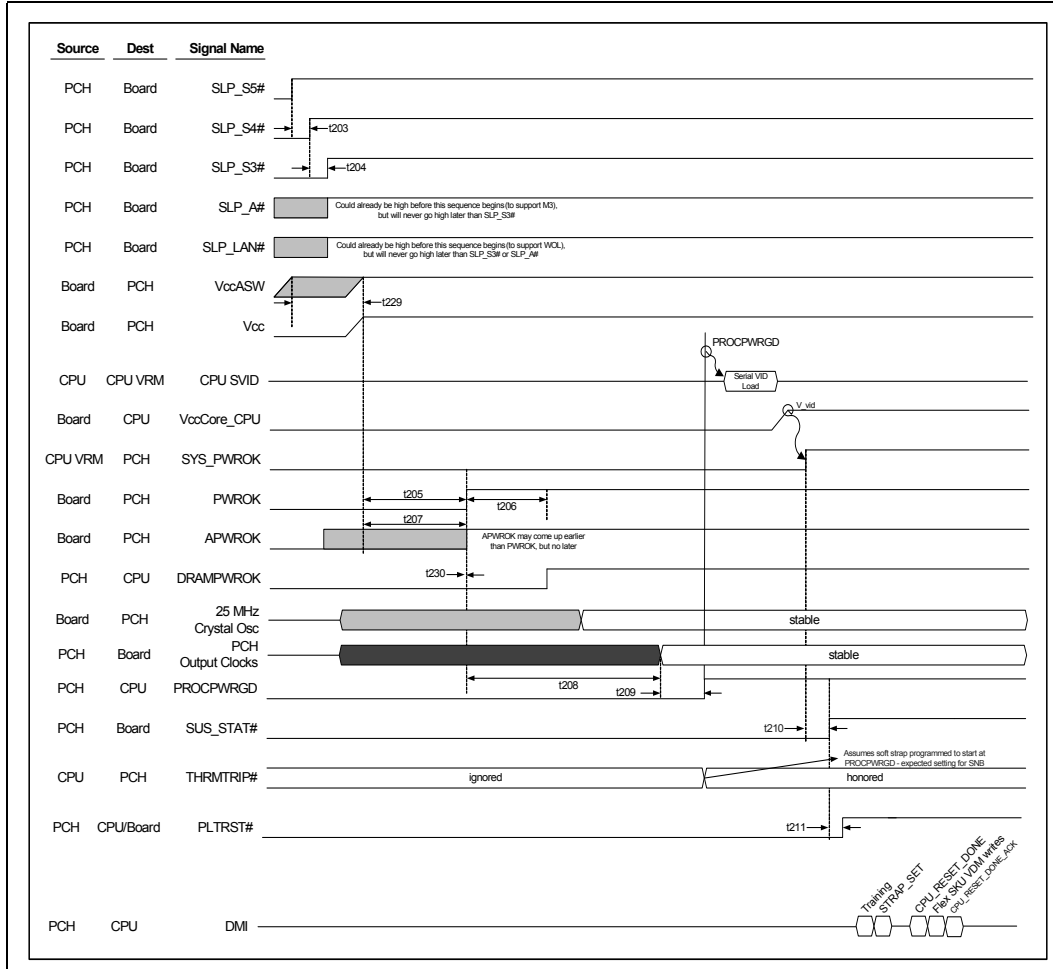 Source Dest Signal Name
PCH Board SLP_S5#
PCH Board SLP_S4# t203
PCH Board SLP_S3# t204
PCH Board SLP_A# Could already be high before this sequence begins (to support M3),
but will never go high later than SLP_S3#
PCH Board SLP_LAN# Could already be high before this sequence begins (to support WOL),
but will never go high later than SLP_S3# or SLP_A#
Board PCH VccASW
t229
Board PCH Vcc
PROCPWRGD
CPU CPU VRM CPU SVID Serial VID
Load
Board CPU VccCore_CPU V_vid
CPU VRM PCH SYS_PWROK
Board PCH PWROK t205 t206
t207
Board PCH APWROK APWROK may come up earlier
than PWROK, but no later
PCH CPU DRAMPWROK t230
Board PCH 25 MHz
Crystal Osc stable
PCH Board PCH
Output Clocks stable
PCH CPU PROCPWRGD t208 t209
PCH Board SUS_STAT# t210
Assumes soft strap programmed to start at
PROCPWRGD - expected setting for SNB
CPU PCH THRMTRIP# ignored honored
PCH CPU/Board PLTRST# t211
Training
STRAP_SET
CPU_RESET_DONE
Flex SKU VDM writes
CPU_RESET_DONE_ACK
PCH CPU DMI